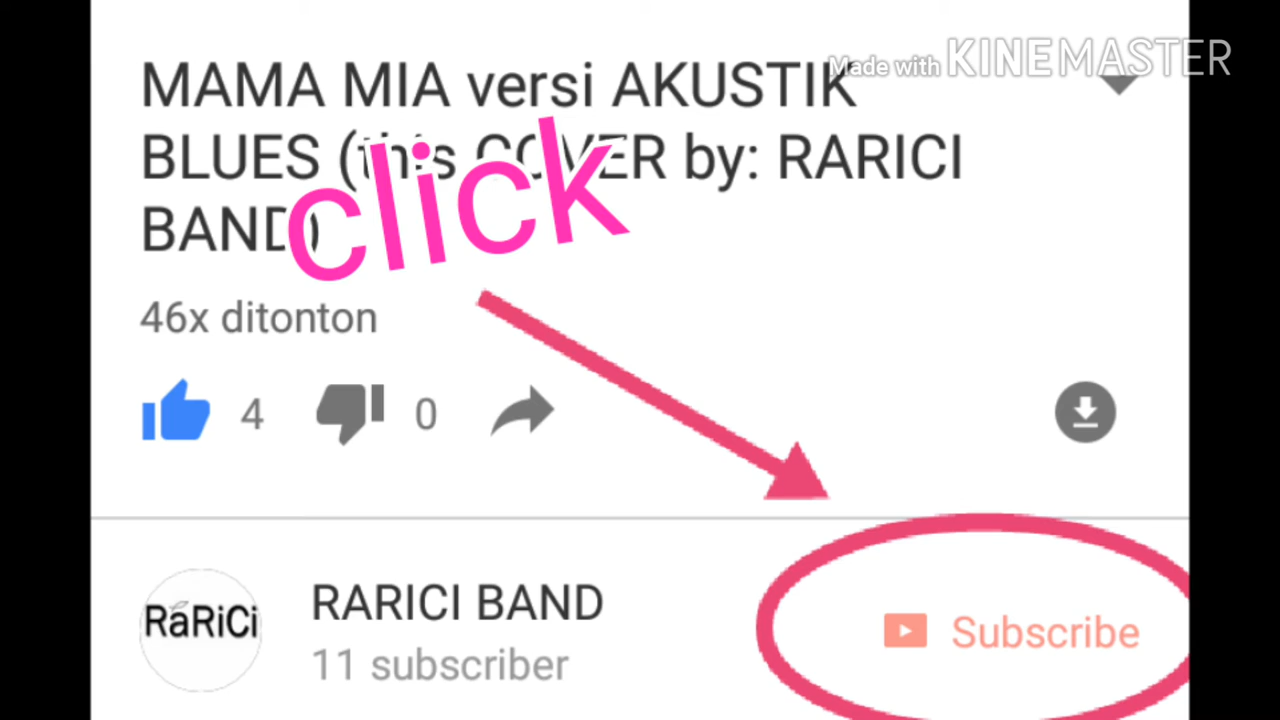 Made with KINEMASTER
MAMA MIA versi AKUSTIK
BLUES (this COVER by: RARICI
BAND)
click
46x ditonton
4 0
RaRiCi
RARICI BAND
11 subscriber
Subscribe